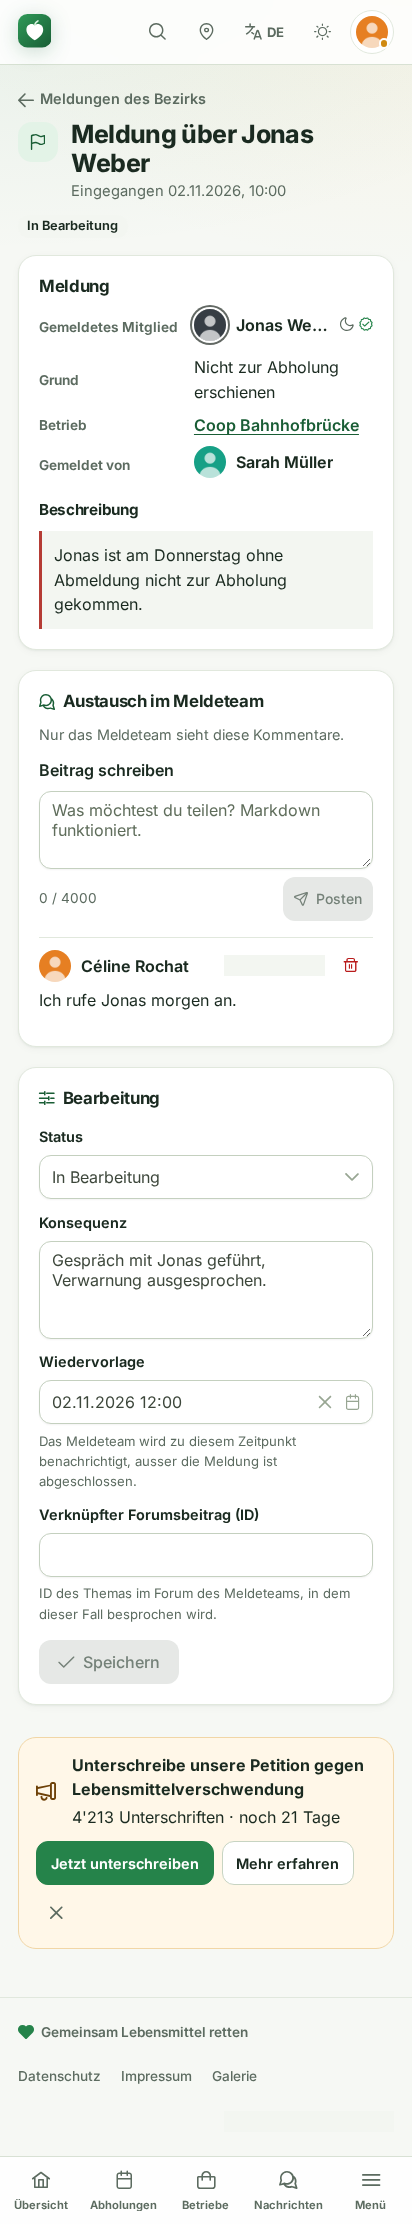 DE
Meldungen des Bezirks
Meldung über Jonas
Weber
Eingegangen 02.11.2026, 10:00
In Bearbeitung
Meldung
Gemeldetes Mitglied
Jonas We...
Grund
Nicht zur Abholung
erschienen
Betrieb
Coop Bahnhofbrücke
Gemeldet von
Sarah Müller
Beschreibung
Jonas ist am Donnerstag ohne
Abmeldung nicht zur Abholung
gekommen.
Austausch im Meldeteam
Nur das Meldeteam sieht diese Kommentare.
Beitrag schreiben
Was möchtest du teilen? Markdown
funktioniert.
0 / 4000
Posten
Céline Rochat
Ich rufe Jonas morgen an.
Bearbeitung
Status
In Bearbeitung
Konsequenz
Gespräch mit Jonas geführt,
Verwarnung ausgesprochen.
Wiedervorlage
02.11.2026 12:00
Das Meldeteam wird zu diesem Zeitpunkt
benachrichtigt, ausser die Meldung ist
abgeschlossen.
Verknüpfter Forumsbeitrag (ID)
ID des Themas im Forum des Meldeteams, in dem
dieser Fall besprochen wird.
Speichern
Unterschreibe unsere Petition gegen
Lebensmittelverschwendung
4'213 Unterschriften · noch 21 Tage
Jetzt unterschreiben
Mehr erfahren
Gemeinsam Lebensmittel retten
Datenschutz
Impressum
Galerie
Übersicht
Abholungen
Betriebe
Nachrichten
Menü